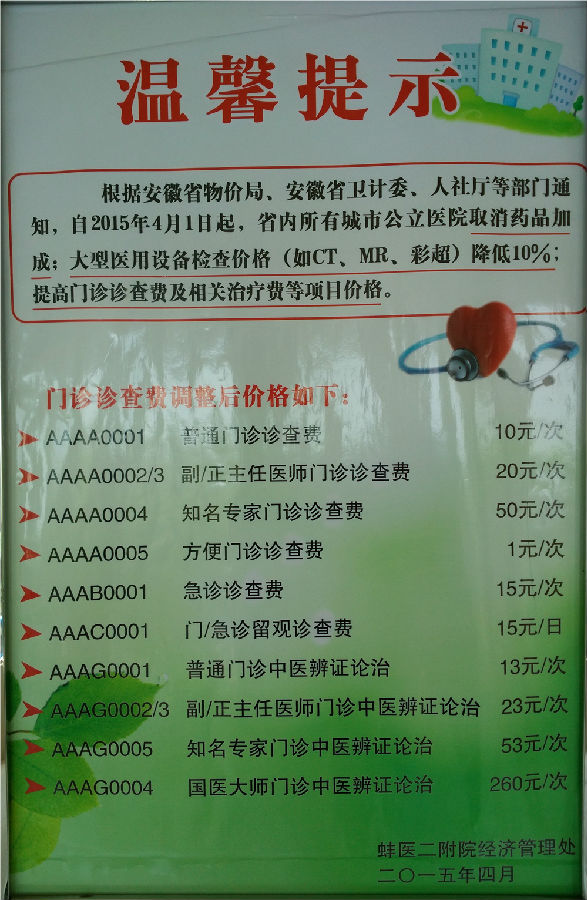 温馨提示
根据安徽省物价局、安徽省卫计委、人社厅等部门通
知，自2015年4月1日起，省内所有城市公立医院取消药品加
成；大型医用设备检查价格（如CT、MR、彩超）降低10%；
提高门诊诊查费及相关治疗费等项目价格。
门诊诊查费调整后价格如下：
AAAA0001 普通门诊诊查费 10元/次
AAAA0002/3 副/正主任医师门诊诊查费 20元/次
AAAA0004 知名专家门诊诊查费 50元/次
AAAA0005 方便门诊诊查费 1元/次
AAAB0001 急诊诊查费 15元/次
AAAC0001 门/急诊留观诊查费 15元/日
AAAG0001 普通门诊中医辨证论治 13元/次
AAAG0002/3 副/正主任医师门诊中医辨证论治 23元/次
AAAG0005 知名专家门诊中医辨证论治 53元/次
AAAG0004 国医大师门诊中医辨证论治 260元/次
蚌医二附院经济管理处
二〇一五年四月